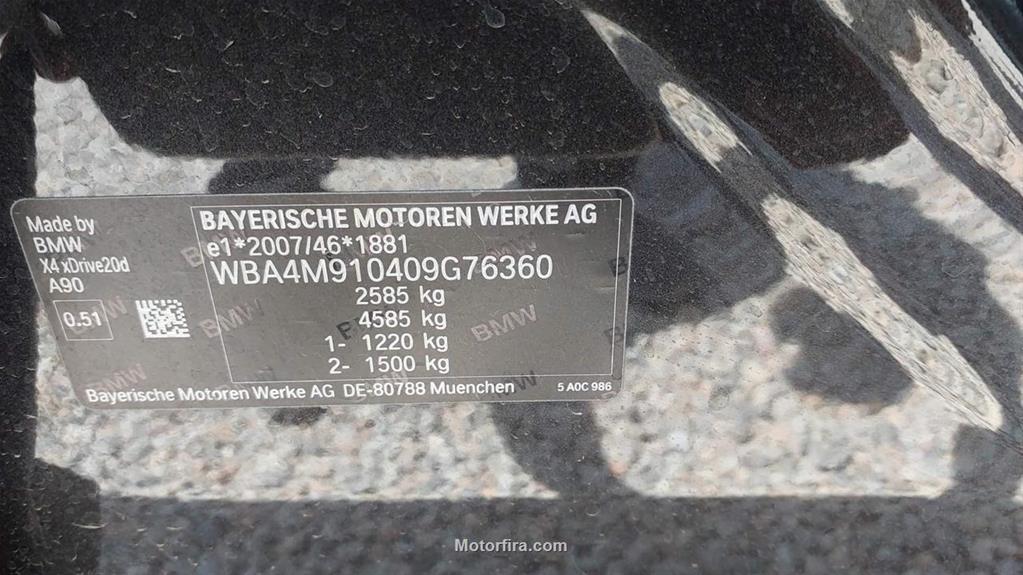 Made by
BMW
X4 xDrive20d
A90
0.51
BAYERISCHE MOTOREN WERKE AG
e1*2007/46*1881
WBA4M910409G76360
2585 kg
4585 kg
1- 1220 kg
2- 1500 kg
Bayerische Motoren Werke AG DE-80788 Muenchen
5 A0C 986
Motorfira.com